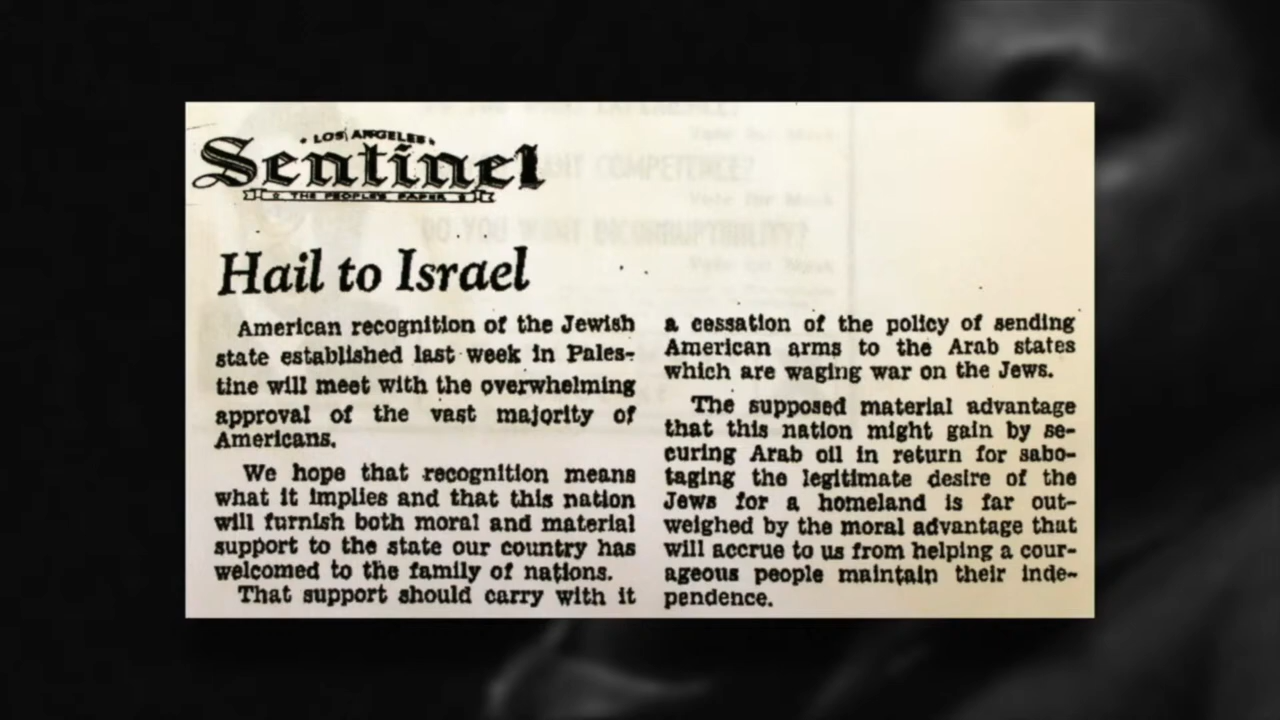 LOS ANGELES
Sentinel
THE PEOPLE'S PAPER
Hail to Israel
American recognition of the Jewish
state established last week in Pales-
tine will meet with the overwhelming
approval of the vast majority of
Americans.
We hope that recognition means
what it implies and that this nation
will furnish both moral and material
support to the state our country has
welcomed to the family of nations.
That support should carry with it
a cessation of the policy of sending
American arms to the Arab states
which are waging war on the Jews.
The supposed material advantage
that this nation might gain by se-
curing Arab oil in return for sabo-
taging the legitimate desire of the
Jews for a homeland is far out-
weighed by the moral advantage that
will accrue to us from helping a cour-
ageous people maintain their inde-
pendence.